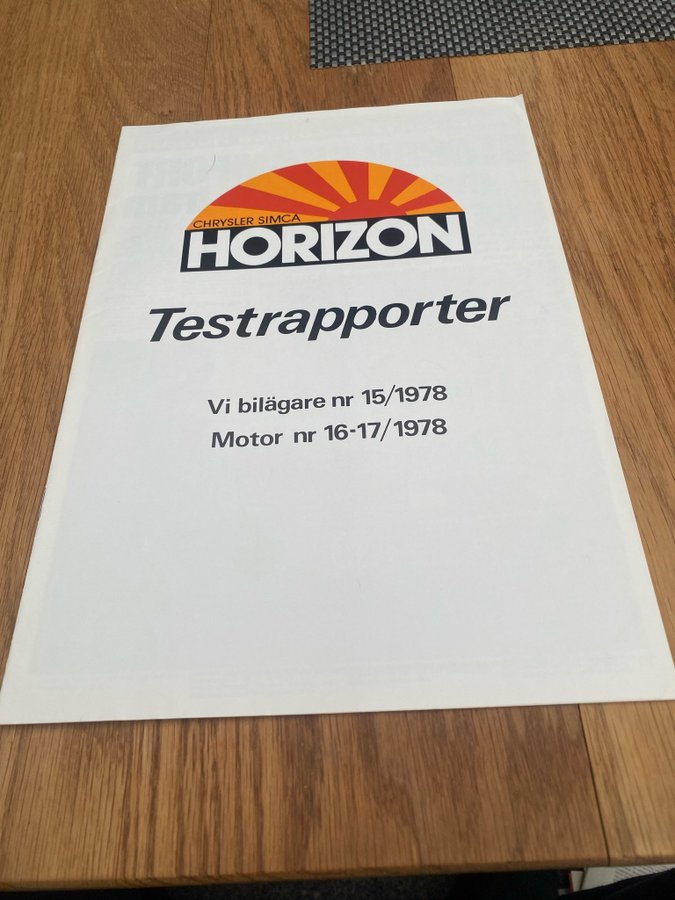 CHRYSLER SIMCA
HORIZON
Testrapporter
Vi bilägare nr 15/1978
Motor nr 16-17/1978